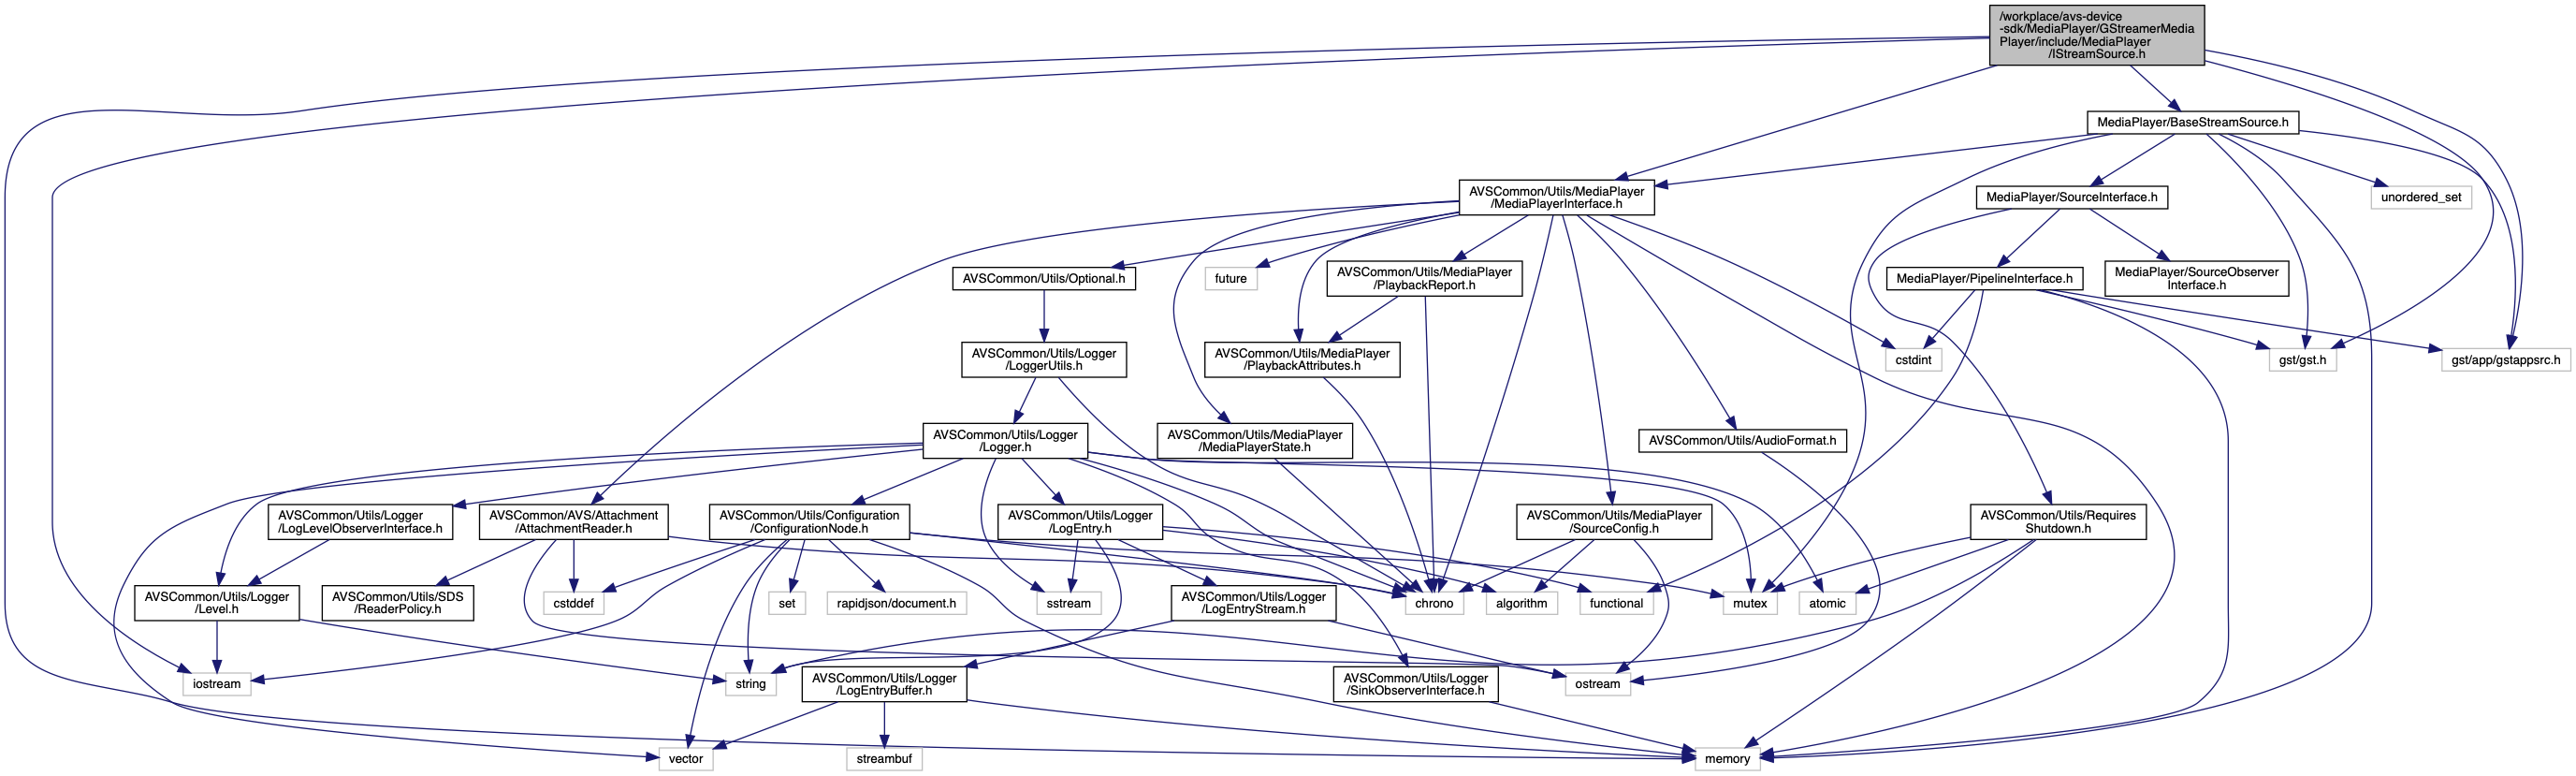 /workplace/avs-device
-sdk/MediaPlayer/GStreamerMedia
Player/include/MediaPlayer
/IStreamSource.h
MediaPlayer/BaseStreamSource.h
AVSCommon/Utils/MediaPlayer
/MediaPlayerInterface.h
MediaPlayer/SourceInterface.h
unordered_set
AVSCommon/Utils/Optional.h
future
AVSCommon/Utils/MediaPlayer
/PlaybackReport.h
MediaPlayer/PipelineInterface.h
MediaPlayer/SourceObserver
Interface.h
AVSCommon/Utils/Logger
/LoggerUtils.h
AVSCommon/Utils/MediaPlayer
/PlaybackAttributes.h
cstdint
gst/gst.h
gst/app/gstappsrc.h
AVSCommon/Utils/Logger
/Logger.h
AVSCommon/Utils/MediaPlayer
/MediaPlayerState.h
AVSCommon/Utils/AudioFormat.h
AVSCommon/Utils/Logger
/LogLevelObserverInterface.h
AVSCommon/AVS/Attachment
/AttachmentReader.h
AVSCommon/Utils/Configuration
/ConfigurationNode.h
AVSCommon/Utils/Logger
/LogEntry.h
AVSCommon/Utils/MediaPlayer
/SourceConfig.h
AVSCommon/Utils/Requires
Shutdown.h
AVSCommon/Utils/Logger
/Level.h
AVSCommon/Utils/SDS
/ReaderPolicy.h
cstddef
set
rapidjson/document.h
sstream
AVSCommon/Utils/Logger
/LogEntryStream.h
chrono
algorithm
functional
mutex
atomic
iostream
string
AVSCommon/Utils/Logger
/LogEntryBuffer.h
AVSCommon/Utils/Logger
/SinkObserverInterface.h
ostream
vector
streambuf
memory